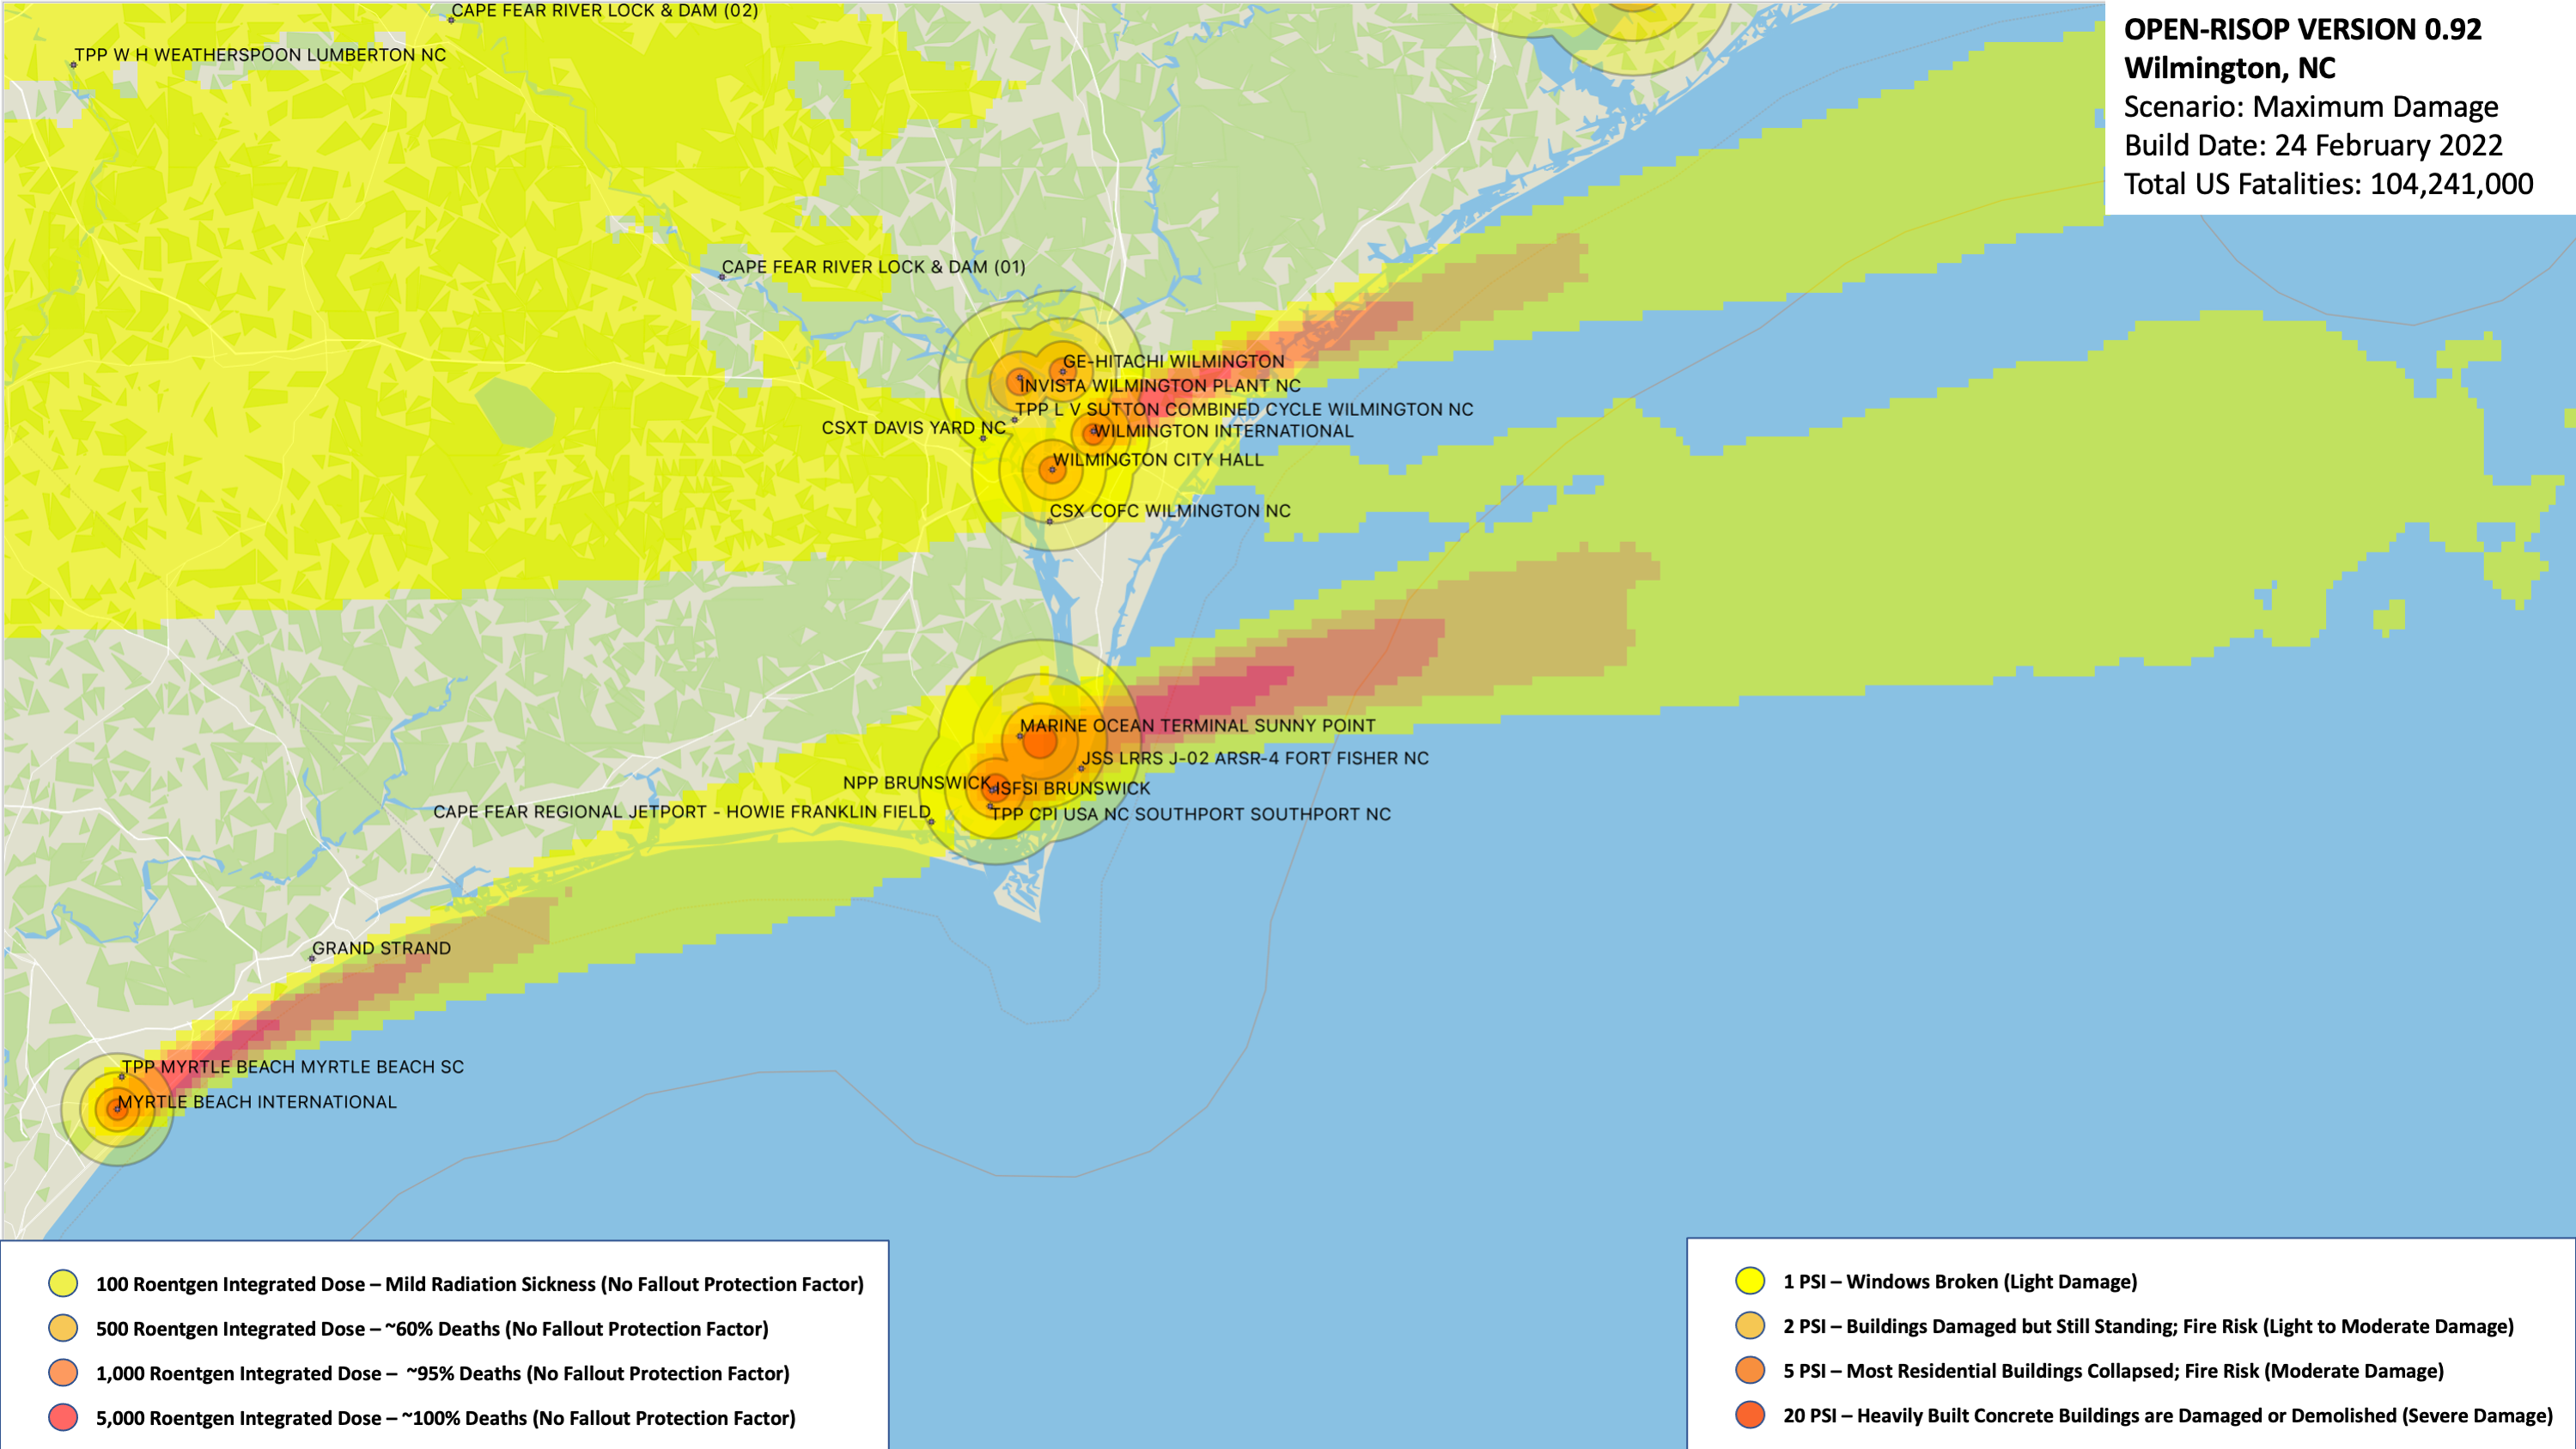 CAPE FEAR RIVER LOCK & DAM (02)
TPP W H WEATHERSPOON LUMBERTON NC
OPEN-RISOP VERSION 0.92
Wilmington, NC
Scenario: Maximum Damage
Build Date: 24 February 2022
Total US Fatalities: 104,241,000
CAPE FEAR RIVER LOCK & DAM (01)
GE-HITACHI WILMINGTON
INVISTA WILMINGTON PLANT NC
TPP L V SUTTON COMBINED CYCLE WILMINGTON NC
CSXT DAVIS YARD NC
WILMINGTON INTERNATIONAL
WILMINGTON CITY HALL
CSX COFC WILMINGTON NC
MARINE OCEAN TERMINAL SUNNY POINT
JSS LRRS J-02 ARSR-4 FORT FISHER NC
NPP BRUNSWICK
ISFSI BRUNSWICK
CAPE FEAR REGIONAL JETPORT - HOWIE FRANKLIN FIELD
TPP CPI USA NC SOUTHPORT SOUTHPORT NC
GRAND STRAND
TPP MYRTLE BEACH MYRTLE BEACH SC
MYRTLE BEACH INTERNATIONAL
100 Roentgen Integrated Dose – Mild Radiation Sickness (No Fallout Protection Factor)
500 Roentgen Integrated Dose – ~60% Deaths (No Fallout Protection Factor)
1,000 Roentgen Integrated Dose – ~95% Deaths (No Fallout Protection Factor)
5,000 Roentgen Integrated Dose – ~100% Deaths (No Fallout Protection Factor)
1 PSI – Windows Broken (Light Damage)
2 PSI – Buildings Damaged but Still Standing; Fire Risk (Light to Moderate Damage)
5 PSI – Most Residential Buildings Collapsed; Fire Risk (Moderate Damage)
20 PSI – Heavily Built Concrete Buildings are Damaged or Demolished (Severe Damage)